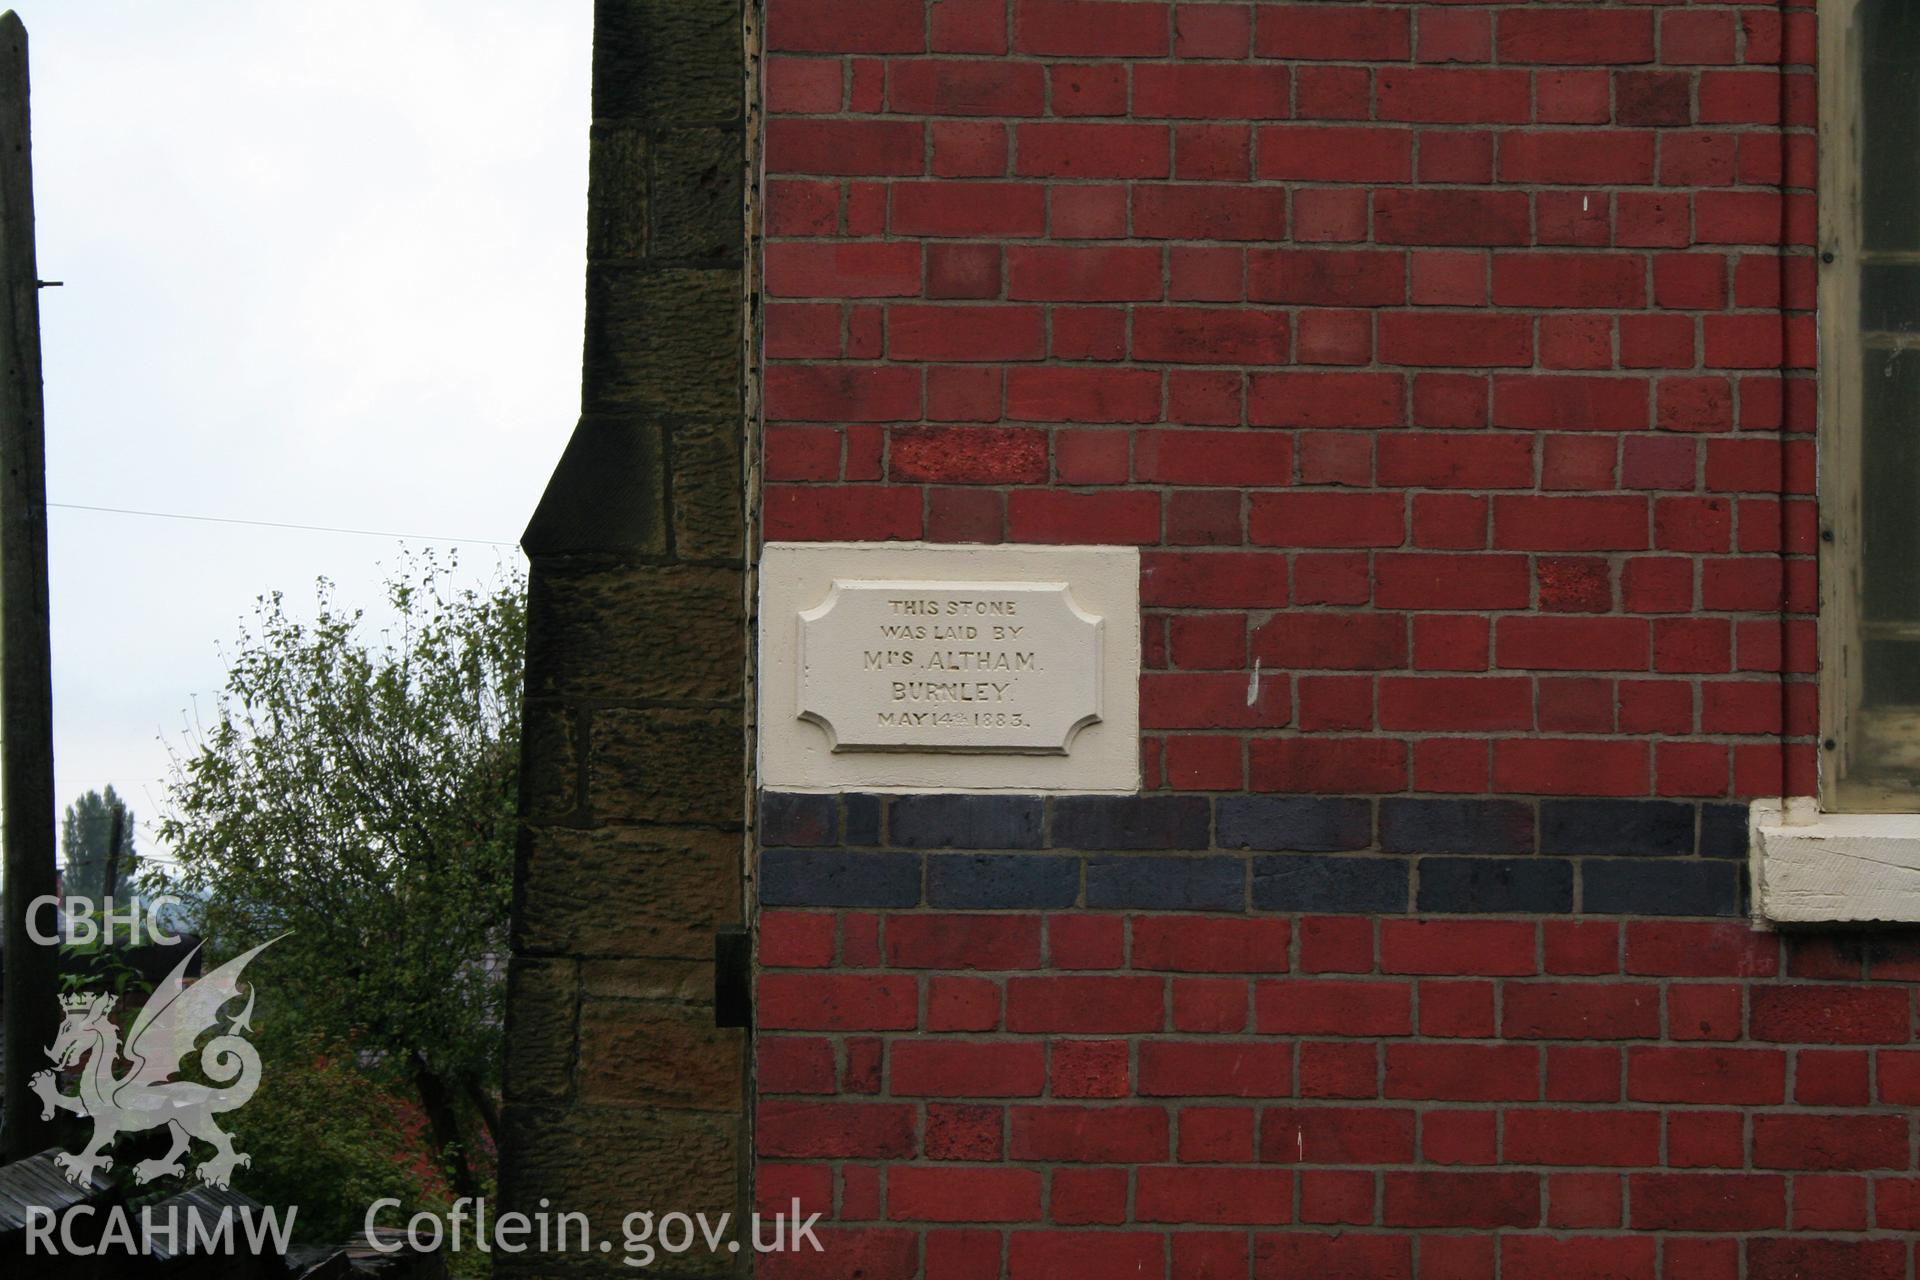 THIS STONE
WAS LAID BY
Mrs. ALTHAM.
BURNLEY.
MAY 14th 1883.
CBHC
RCAHMW
Coflein.gov.uk